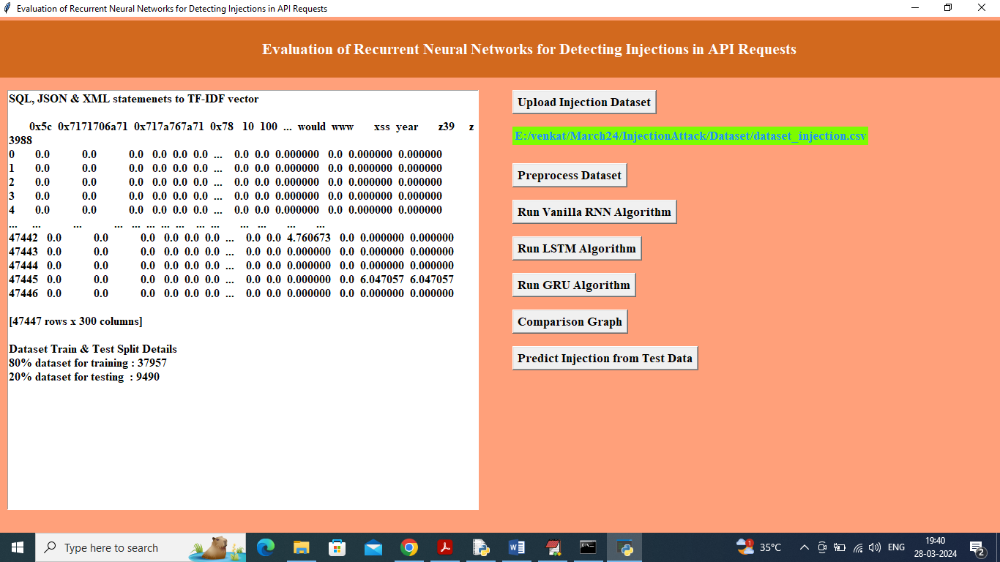 Evaluation of Recurrent Neural Networks for Detecting Injections in API Requests
Evaluation of Recurrent Neural Networks for Detecting Injections in API Requests
SQL, JSON & XML statemenets to TF-IDF vector
0x5c 0x7171706a71 0x717a767a71 0x78 10 100 ... would www xss year z39 z
3988
0 0.0 0.0 0.0 0.0 0.0 0.0 ... 0.0 0.0 0.000000 0.0 0.000000 0.000000
1 0.0 0.0 0.0 0.0 0.0 0.0 ... 0.0 0.0 0.000000 0.0 0.000000 0.000000
2 0.0 0.0 0.0 0.0 0.0 0.0 ... 0.0 0.0 0.000000 0.0 0.000000 0.000000
3 0.0 0.0 0.0 0.0 0.0 0.0 ... 0.0 0.0 0.000000 0.0 0.000000 0.000000
4 0.0 0.0 0.0 0.0 0.0 0.0 ... 0.0 0.0 0.000000 0.0 0.000000 0.000000
... ... ... ... ... ... ... ... ... ... ... ... ...
47442 0.0 0.0 0.0 0.0 0.0 0.0 ... 0.0 0.0 4.760673 0.0 0.000000 0.000000
47443 0.0 0.0 0.0 0.0 0.0 0.0 ... 0.0 0.0 0.000000 0.0 0.000000 0.000000
47444 0.0 0.0 0.0 0.0 0.0 0.0 ... 0.0 0.0 0.000000 0.0 0.000000 0.000000
47445 0.0 0.0 0.0 0.0 0.0 0.0 ... 0.0 0.0 0.000000 0.0 6.047057 6.047057
47446 0.0 0.0 0.0 0.0 0.0 0.0 ... 0.0 0.0 0.000000 0.0 0.000000 0.000000
[47447 rows x 300 columns]
Dataset Train & Test Split Details
80% dataset for training : 37957
20% dataset for testing : 9490
Upload Injection Dataset
E:/venkat/March24/InjectionAttack/Dataset/dataset_injection.csv
Preprocess Dataset
Run Vanilla RNN Algorithm
Run LSTM Algorithm
Run GRU Algorithm
Comparison Graph
Predict Injection from Test Data
Type here to search
1
35°C
ENG
19:40
28-03-2024
2